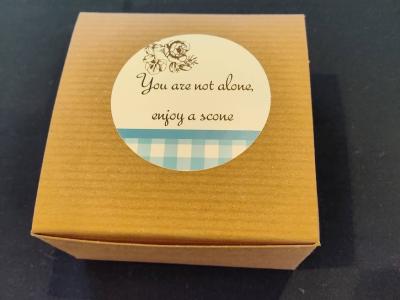 You are not alone,
enjoy a scone